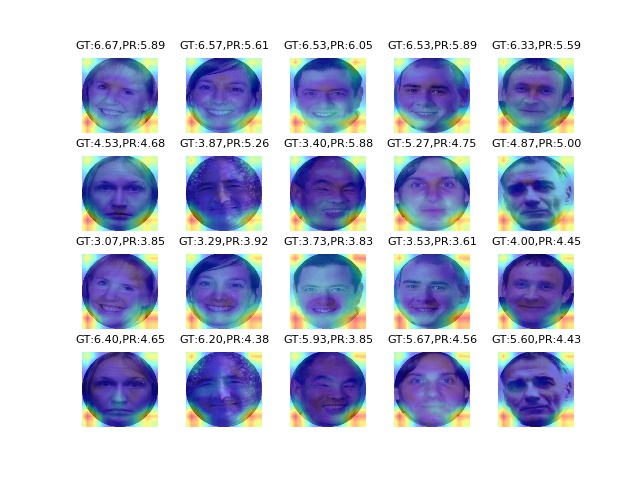 GT:6.67,PR:5.89 GT:6.57,PR:5.61 GT:6.53,PR:6.05 GT:6.53,PR:5.89 GT:6.33,PR:5.59
GT:4.53,PR:4.68 GT:3.87,PR:5.26 GT:3.40,PR:5.88 GT:5.27,PR:4.75 GT:4.87,PR:5.00
GT:3.07,PR:3.85 GT:3.29,PR:3.92 GT:3.73,PR:3.83 GT:3.53,PR:3.61 GT:4.00,PR:4.45
GT:6.40,PR:4.65 GT:6.20,PR:4.38 GT:5.93,PR:3.85 GT:5.67,PR:4.56 GT:5.60,PR:4.43